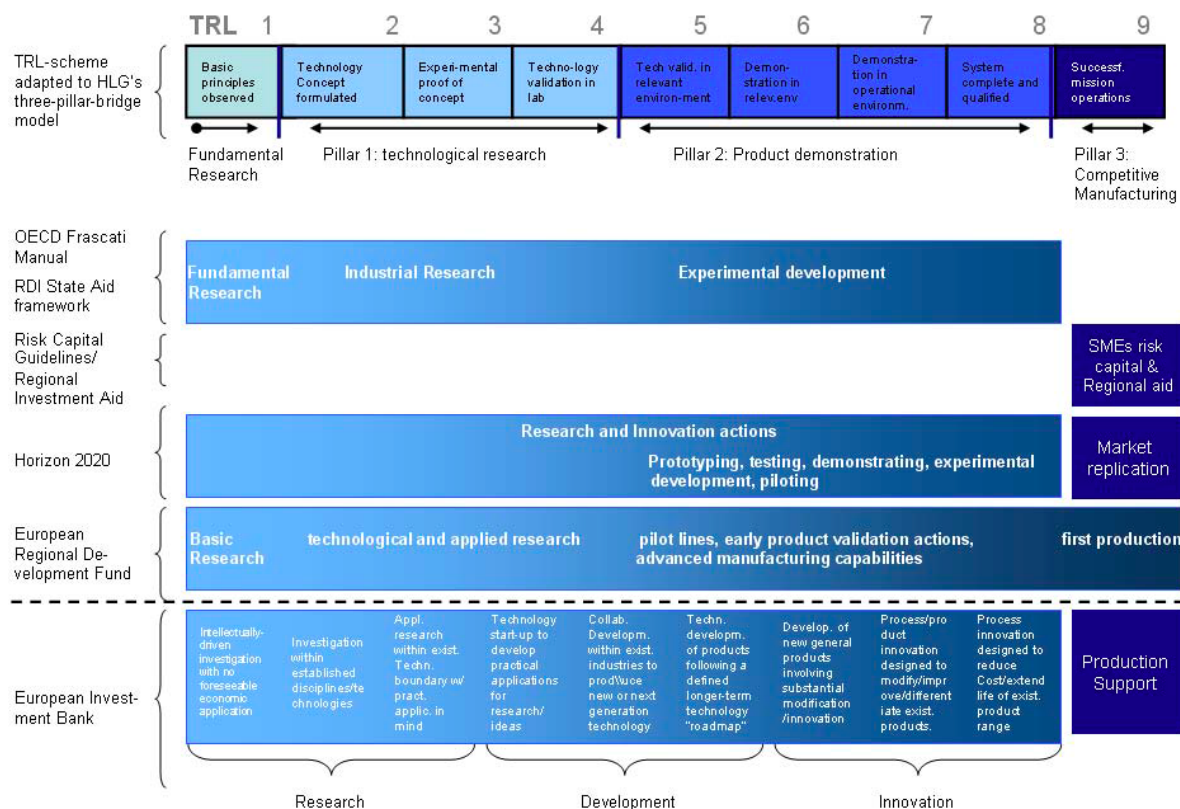 TRL 1 2 3 4 5 6 7 8 9
TRL-scheme
adapted to HLG's
three-pillar-bridge
model
Basic
principles
observed
Technology
Concept
formulated
Experi-mental
proof of
concept
Techno-logy
validation in
lab
Tech valid. in
relevant
environ-ment
Demon-
stration in
relev.env
Demonstra-
tion in
operational
environm.
System
complete and
qualified
Successf.
mission
operations
Fundamental
Research
Pillar 1: technological research
Pillar 2: Product demonstration
Pillar 3:
Competitive
Manufacturing
OECD Frascati
Manual
RDI State Aid
framework
Fundamental
Research
Industrial Research
Experimental development
Risk Capital
Guidelines/
Regional
Investment Aid
SMEs risk
capital &
Regional aid
Horizon 2020
Research and Innovation actions
Prototyping, testing, demonstrating, experimental
development, piloting
Market
replication
European
Regional De-
velopment Fund
Basic
Research
technological and applied research
pilot lines, early product validation actions,
advanced manufacturing capabilities
first production
European Invest-
ment Bank
Intellectually-
driven
investigation
with no
foreseeable
economic
application
Investigation
within
established
disciplines/te
chnologies
Appl.
research
within exist.
Techn.
boundary w/
pract.
applic. in
mind
Technology
start-up to
develop
practical
applications
for
research/
ideas
Collab.
Developm.
within exist.
industries to
prod\\uce
new or next
generation
technology
Techn.
developm.
of products
following a
defined
longer-term
technology
"roadmap"
Develop. of
new general
products
involving
substantial
modification
/innovation
Process/pro
duct
innovation
designed to
modify/impr
ove/different
iate exist.
products.
Process
innovation
designed to
reduce
Cost/extend
life of exist.
product
range
Production
Support
Research
Development
Innovation